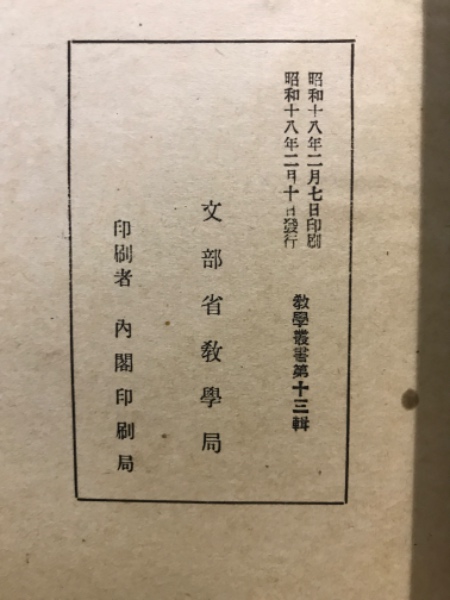 昭和十八年二月七日印刷
昭和十八年二月十日發行
敎學叢書第十三輯
文部省敎學局
印刷者 內閣印刷局